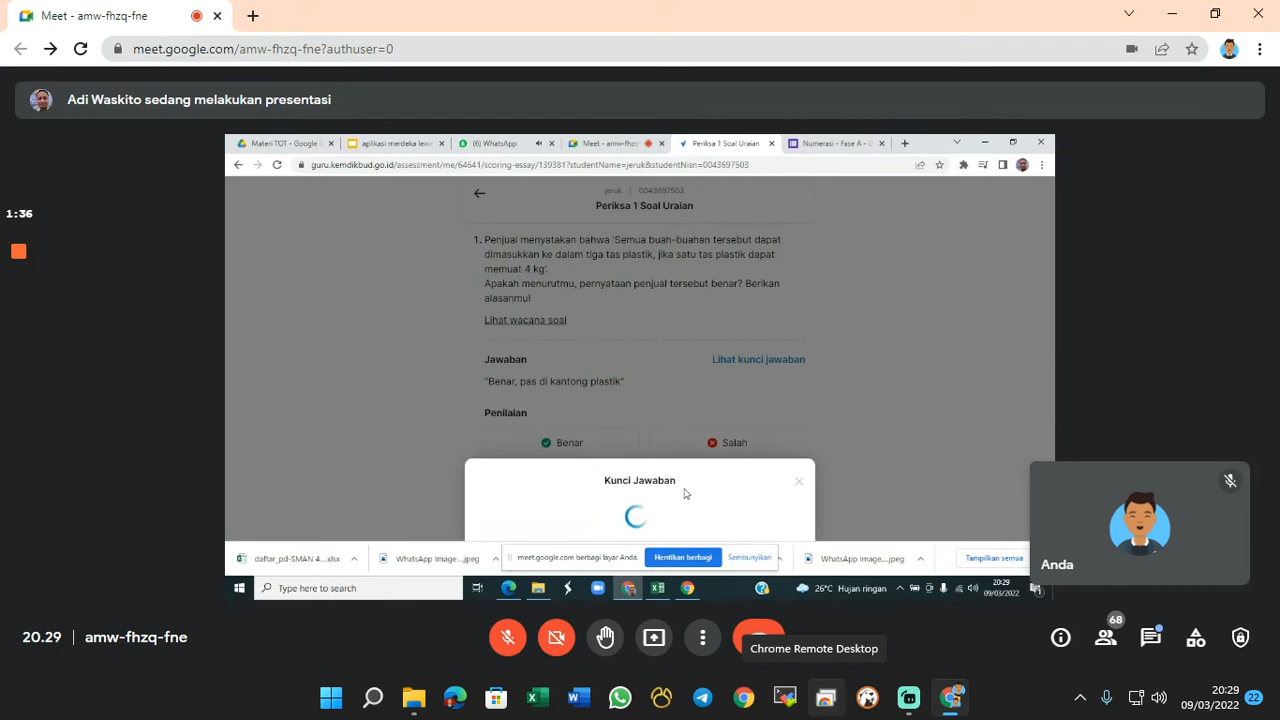 Meet - amw-fhzq-fne
meet.google.com/amw-fhzq-fne?authuser=0
Adi Waskito sedang melakukan presentasi
Materi TOT - Google D
aplikasi merdeka lewa
(6) WhatsApp
Meet - amw-fhzq-fn
Periksa 1 Soal Uraian
Numerasi - Fase A - D
guru.kemdikbud.go.id/assessment/me/64641/scoring-essay/139381?studentName=jeruk&studentNisn=0043697503
jeruk | 0043697503
Periksa 1 Soal Uraian
1:36
1. Penjual menyatakan bahwa 'Semua buah-buahan tersebut dapat
dimasukkan ke dalam tiga tas plastik, jika satu tas plastik dapat
memuat 4 kg'.
Apakah menurutmu, pernyataan penjual tersebut benar? Berikan
alasanmu!
Lihat wacana soal
Jawaban
Lihat kunci jawaban
"Benar, pas di kantong plastik"
Penilaian
Benar
Salah
Kunci Jawaban
daftar_pd-SMAN 4....xlsx
WhatsApp Image....jpeg
meet.google.com berbagi layar Anda.
Hentikan berbagi
Sembunyikan
WhatsApp Image....jpeg
Tampilkan semua
Anda
Type here to search
26°C Hujan ringan
20:29
09/03/2022
1
20.29
amw-fhzq-fne
68
Chrome Remote Desktop
20:29
09/03/2022
22